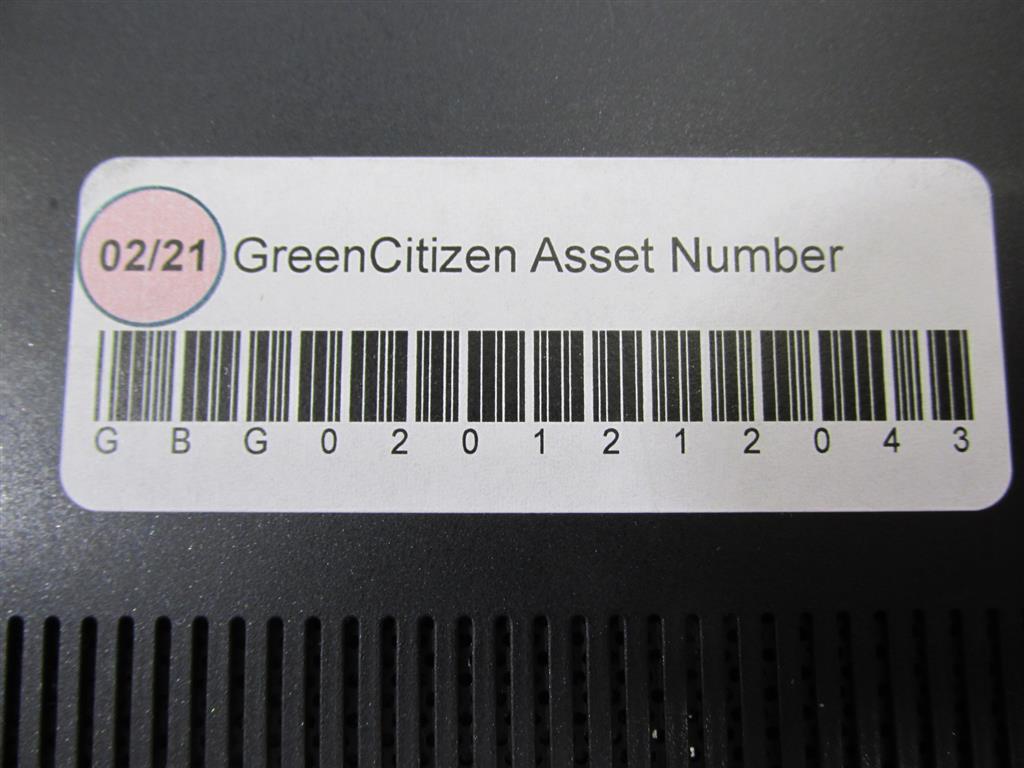 02/21 GreenCitizen Asset Number
G B G 0 2 0 1 2 1 2 0 4 3